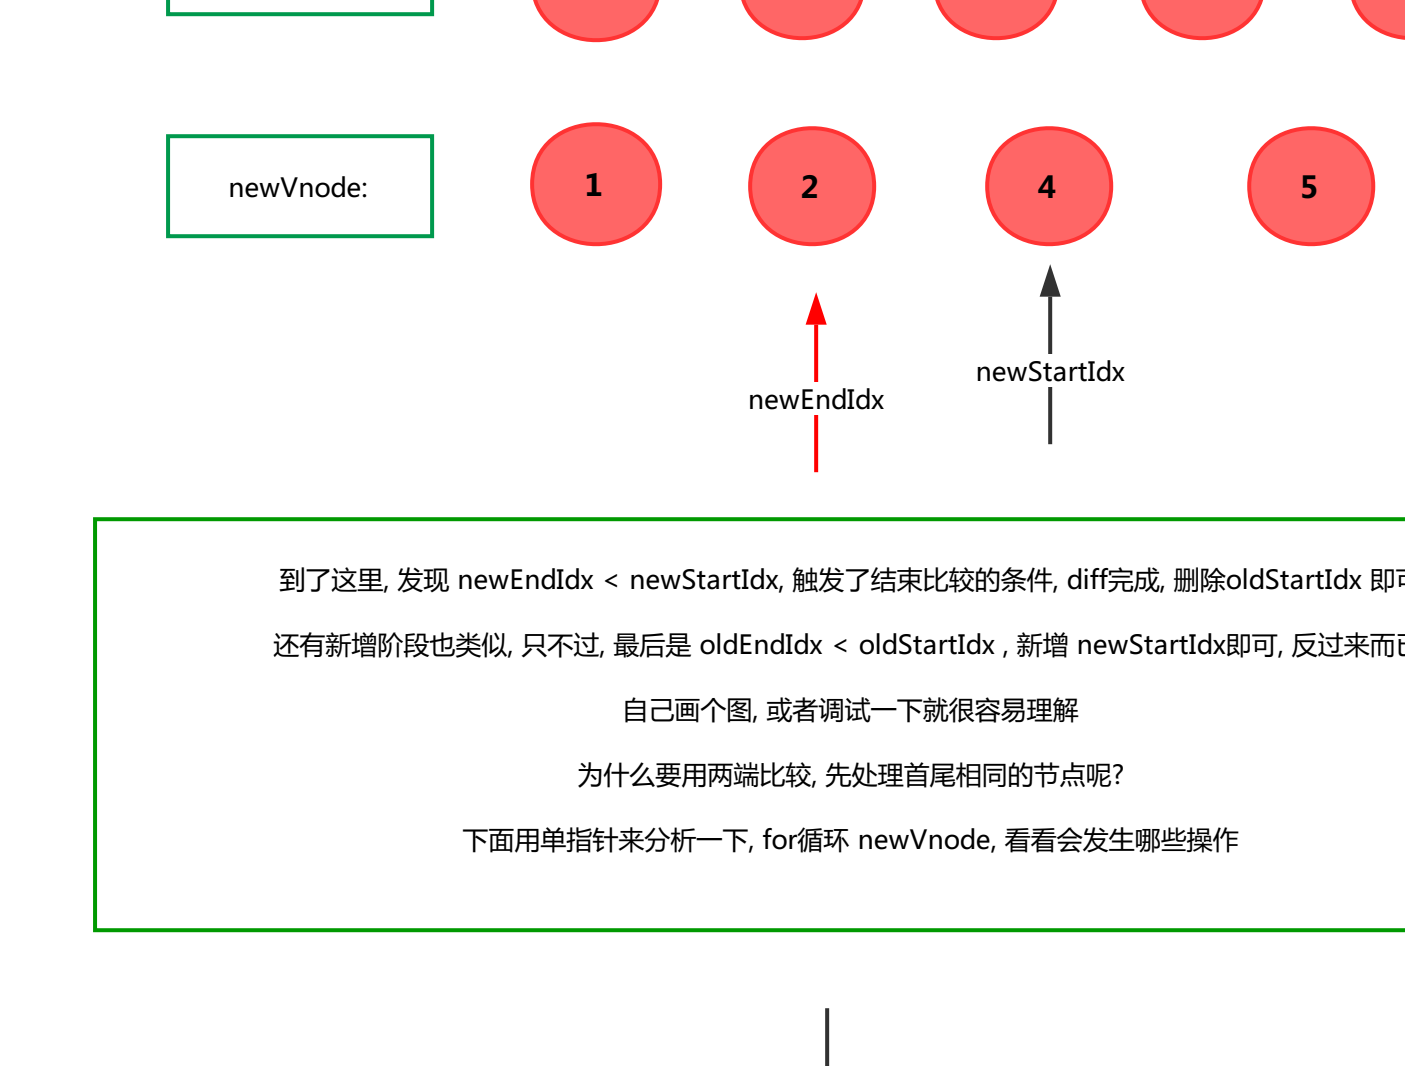 newVnode:
1
2
4
5
newStartIdx
newEndIdx
到了这里, 发现 newEndIdx < newStartIdx, 触发了结束比较的条件, diff完成, 删除oldStartIdx 即
还有新增阶段也类似, 只不过, 最后是 oldEndIdx < oldStartIdx , 新增 newStartIdx即可, 反过来而
自己画个图, 或者调试一下就很容易理解
为什么要用两端比较, 先处理首尾相同的节点呢?
下面用单指针来分析一下, for循环 newVnode, 看看会发生哪些操作